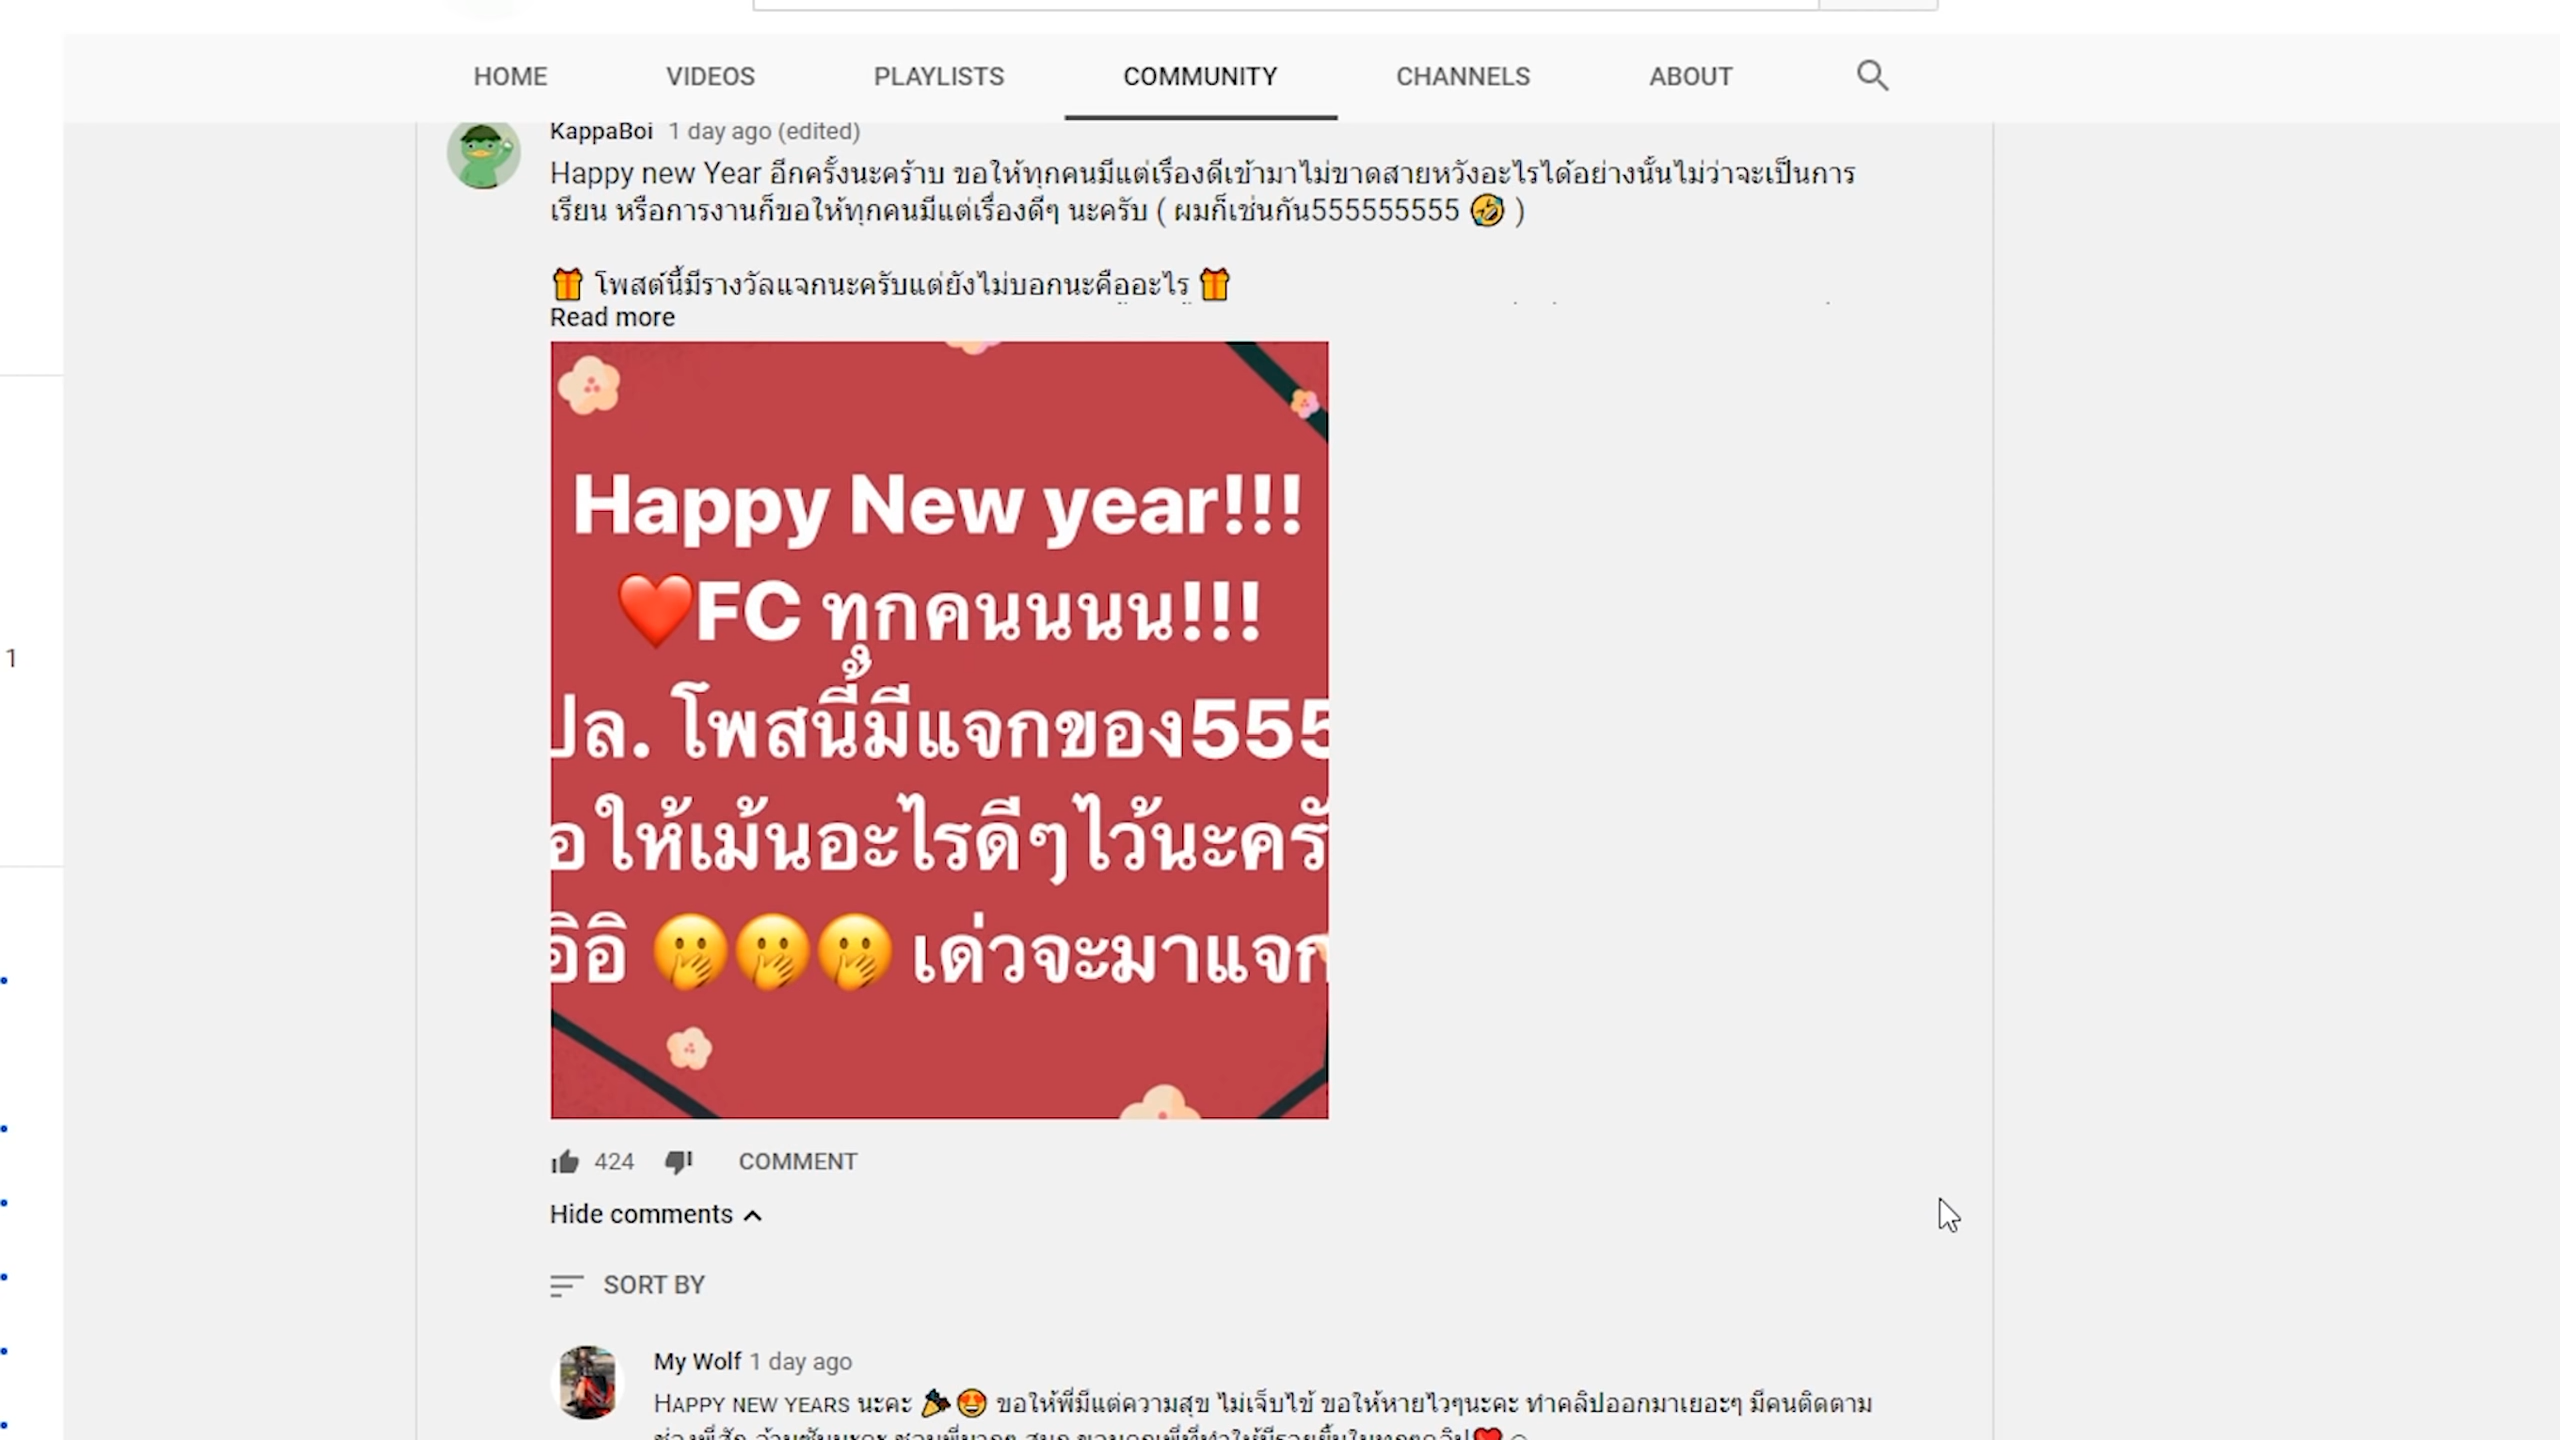 HOME VIDEOS PLAYLISTS COMMUNITY CHANNELS ABOUT
KappaBoi 1 day ago (edited)
Happy new Year อีกครั้งนะคร้าบ ขอให้ทุกคนมีแต่เรื่องดีเข้ามาไม่ขาดสายหวังอะไรได้อย่างนั้นไม่ว่าจะเป็นการ
เรียน หรือการงานก็ขอให้ทุกคนมีแต่เรื่องดีๆ นะครับ ( ผมก็เช่นกัน555555555 🤣 )
🎁 โพสต์นี้มีรางวัลแจกนะครับแต่ยังไม่บอกนะคืออะไร 🎁
Read more
Happy New year!!!
❤️FC ทุกคนนนน!!!
ปล. โพสนี้มีแจกของ555
อ ให้เม้นอะไรดีๆไว้นะครั
อิอิ 🤭🤭🤭 เด่วจะมาแจก
1
424 COMMENT
Hide comments
SORT BY
My Wolf 1 day ago
HAPPY NEW YEARS นะคะ 🎉😍 ขอให้พี่มีแต่ความสุข ไม่เจ็บไข้ ขอให้หายไวๆนะคะ ทำคลิปออกมาเยอะๆ มีคนติดตาม